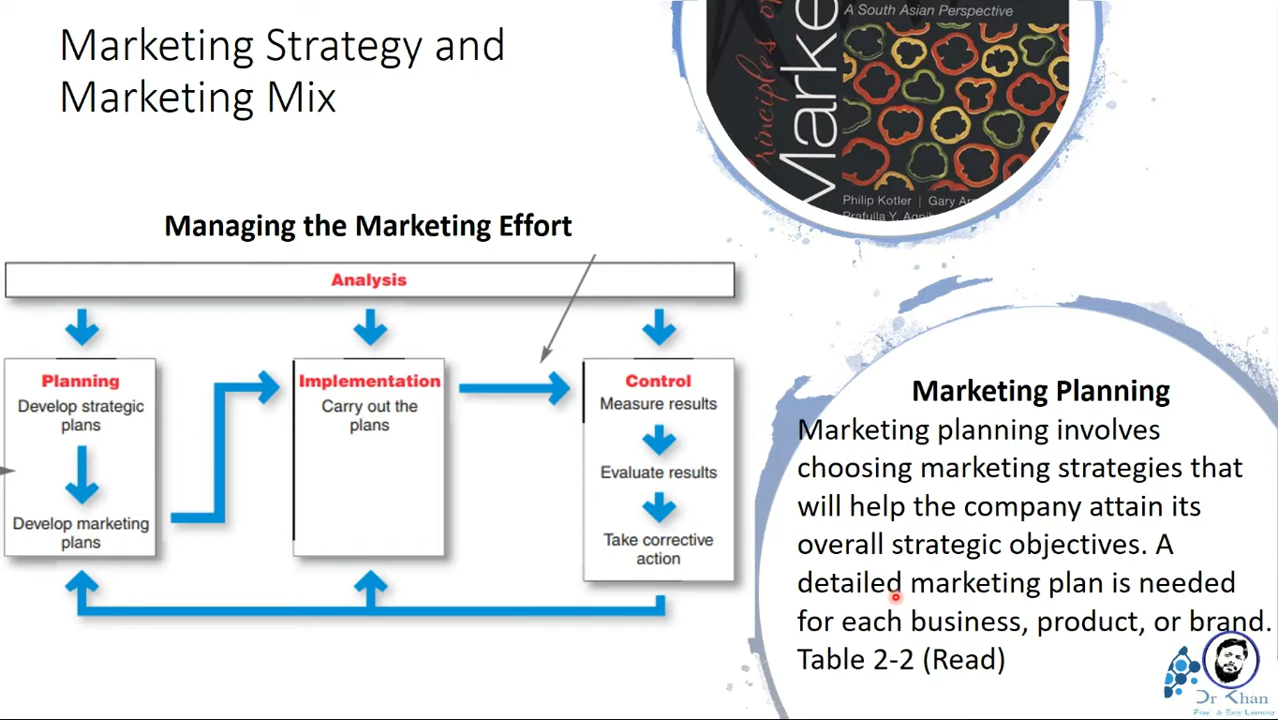 Marketing Strategy and
Marketing Mix
A South Asian Perspective
Marke
Philip Kotler | Gary
Managing the Marketing Effort
Analysis
Planning
Develop strategic
plans
Develop marketing
plans
Implementation
Carry out the
plans
Control
Measure results
Evaluate results
Take corrective
action
Marketing Planning
Marketing planning involves
choosing marketing strategies that
will help the company attain its
overall strategic objectives. A
detailed marketing plan is needed
for each business, product, or brand.
Table 2-2 (Read)
Dr Khan
Free & Easy Learning